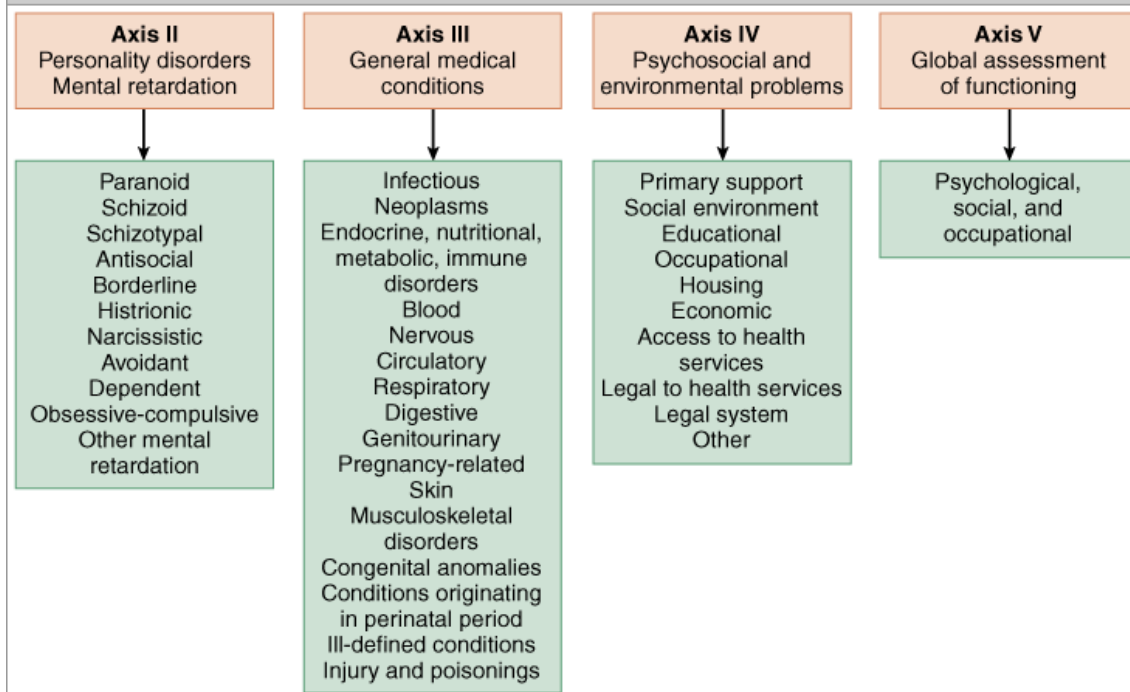 Axis II
Personality disorders
Mental retardation
Paranoid
Schizoid
Schizotypal
Antisocial
Borderline
Histrionic
Narcissistic
Avoidant
Dependent
Obsessive-compulsive
Other mental
retardation
Axis III
General medical
conditions
Infectious
Neoplasms
Endocrine, nutritional,
metabolic, immune
disorders
Blood
Nervous
Circulatory
Respiratory
Digestive
Genitourinary
Pregnancy-related
Skin
Musculoskeletal
disorders
Congenital anomalies
Conditions originating
in perinatal period
Ill-defined conditions
Injury and poisonings
Axis IV
Psychosocial and
environmental problems
Primary support
Social environment
Educational
Occupational
Housing
Economic
Access to health
services
Legal to health services
Legal system
Other
Axis V
Global assessment
of functioning
Psychological,
social, and
occupational